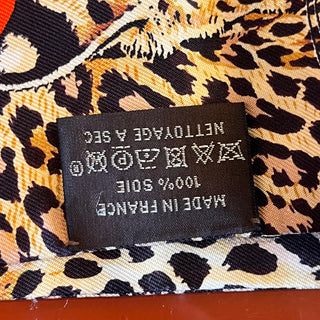 MADE IN FRANCE
100% SOIE
P
®
NETTOYAGE A SEC